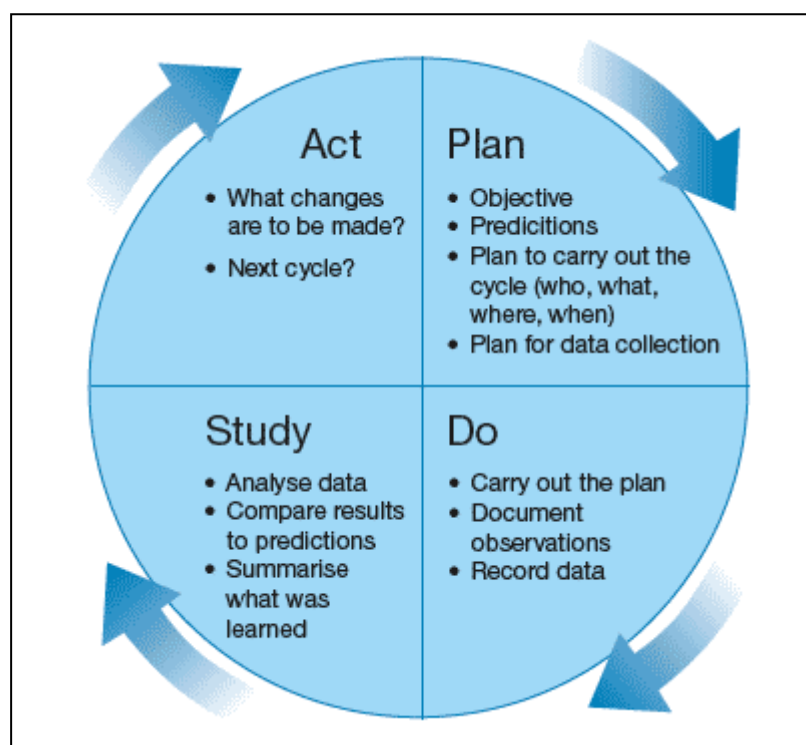 Act
• What changes
are to be made?
• Next cycle?
Plan
• Objective
• Predicitions
• Plan to carry out the
cycle (who, what,
where, when)
• Plan for data collection
Study
• Analyse data
• Compare results
to predictions
• Summarise
what was
learned
Do
• Carry out the plan
• Document
observations
• Record data